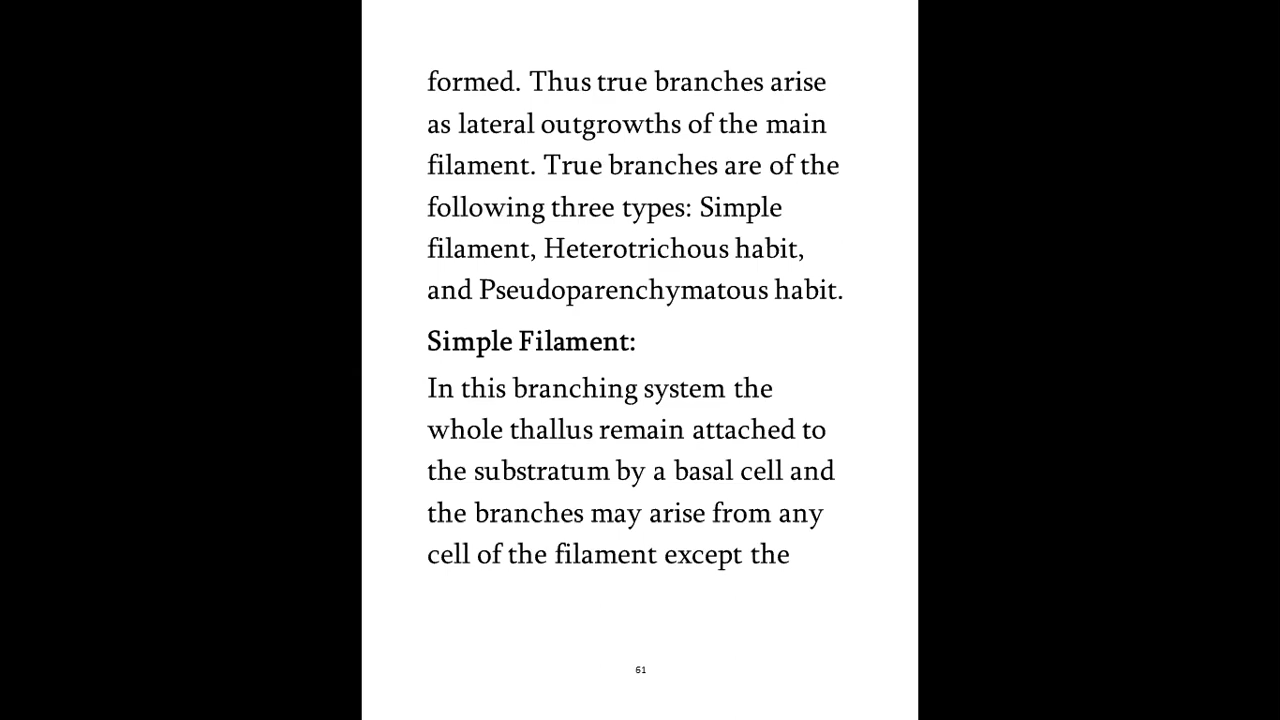 formed. Thus true branches arise
as lateral outgrowths of the main
filament. True branches are of the
following three types: Simple
filament, Heterotrichous habit,
and Pseudoparenchymatous habit.
Simple Filament:
In this branching system the
whole thallus remain attached to
the substratum by a basal cell and
the branches may arise from any
cell of the filament except the
61